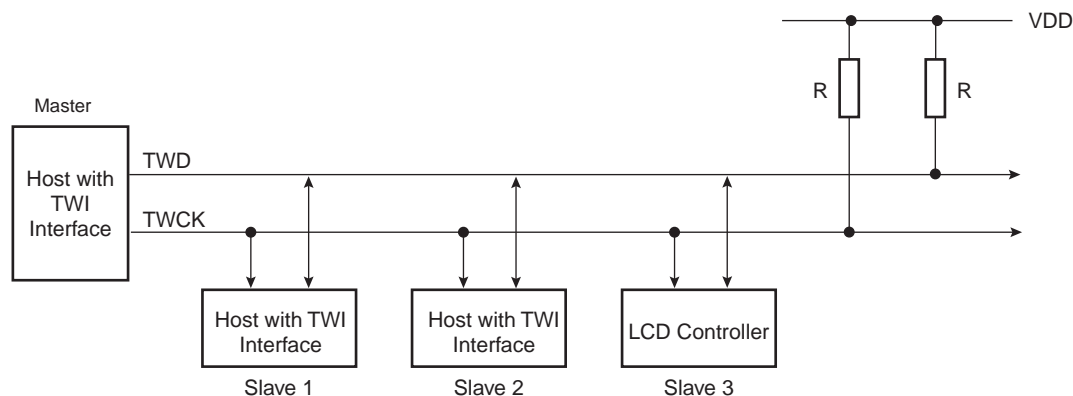 VDD
R
R
Master
Host with
TWI
Interface
TWD
TWCK
Host with TWI
Interface
Slave 1
Host with TWI
Interface
Slave 2
LCD Controller
Slave 3